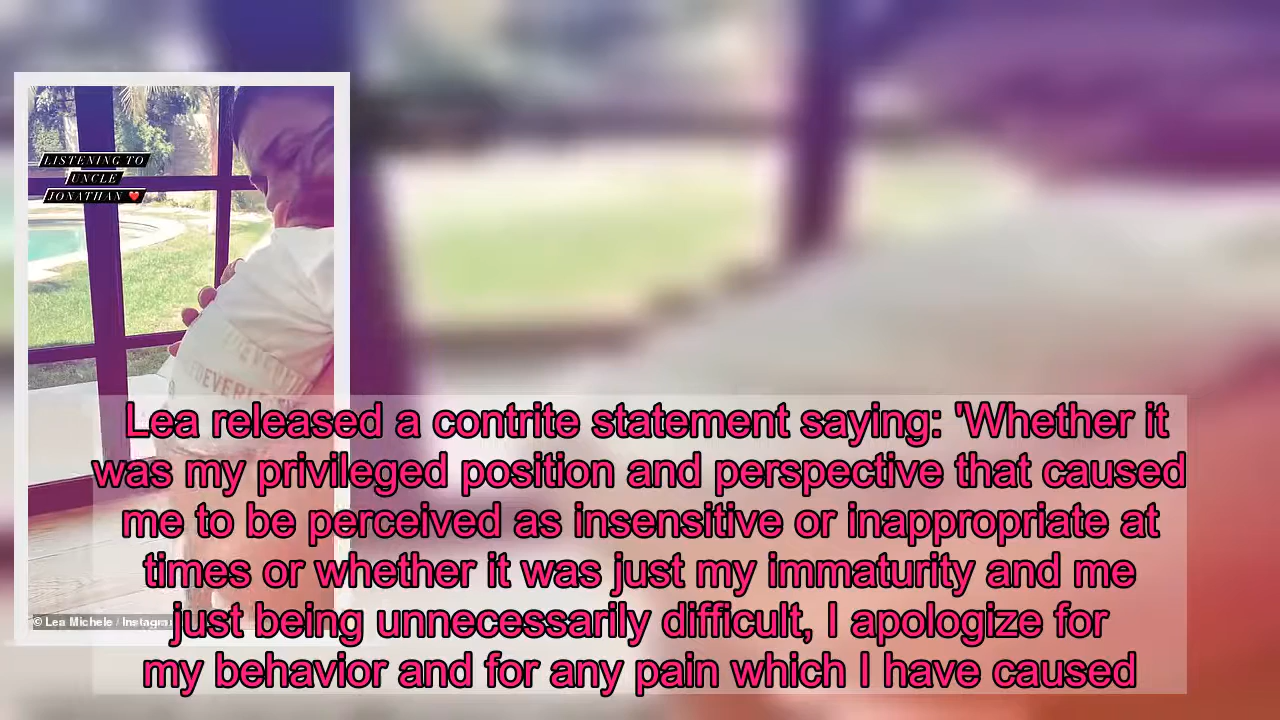 LISTENING TO
UNCLE
JONATHAN ❤️
© Lea Michele / Instagram
Lea released a contrite statement saying: 'Whether it
was my privileged position and perspective that caused
me to be perceived as insensitive or inappropriate at
times or whether it was just my immaturity and me
just being unnecessarily difficult, I apologize for
my behavior and for any pain which I have caused